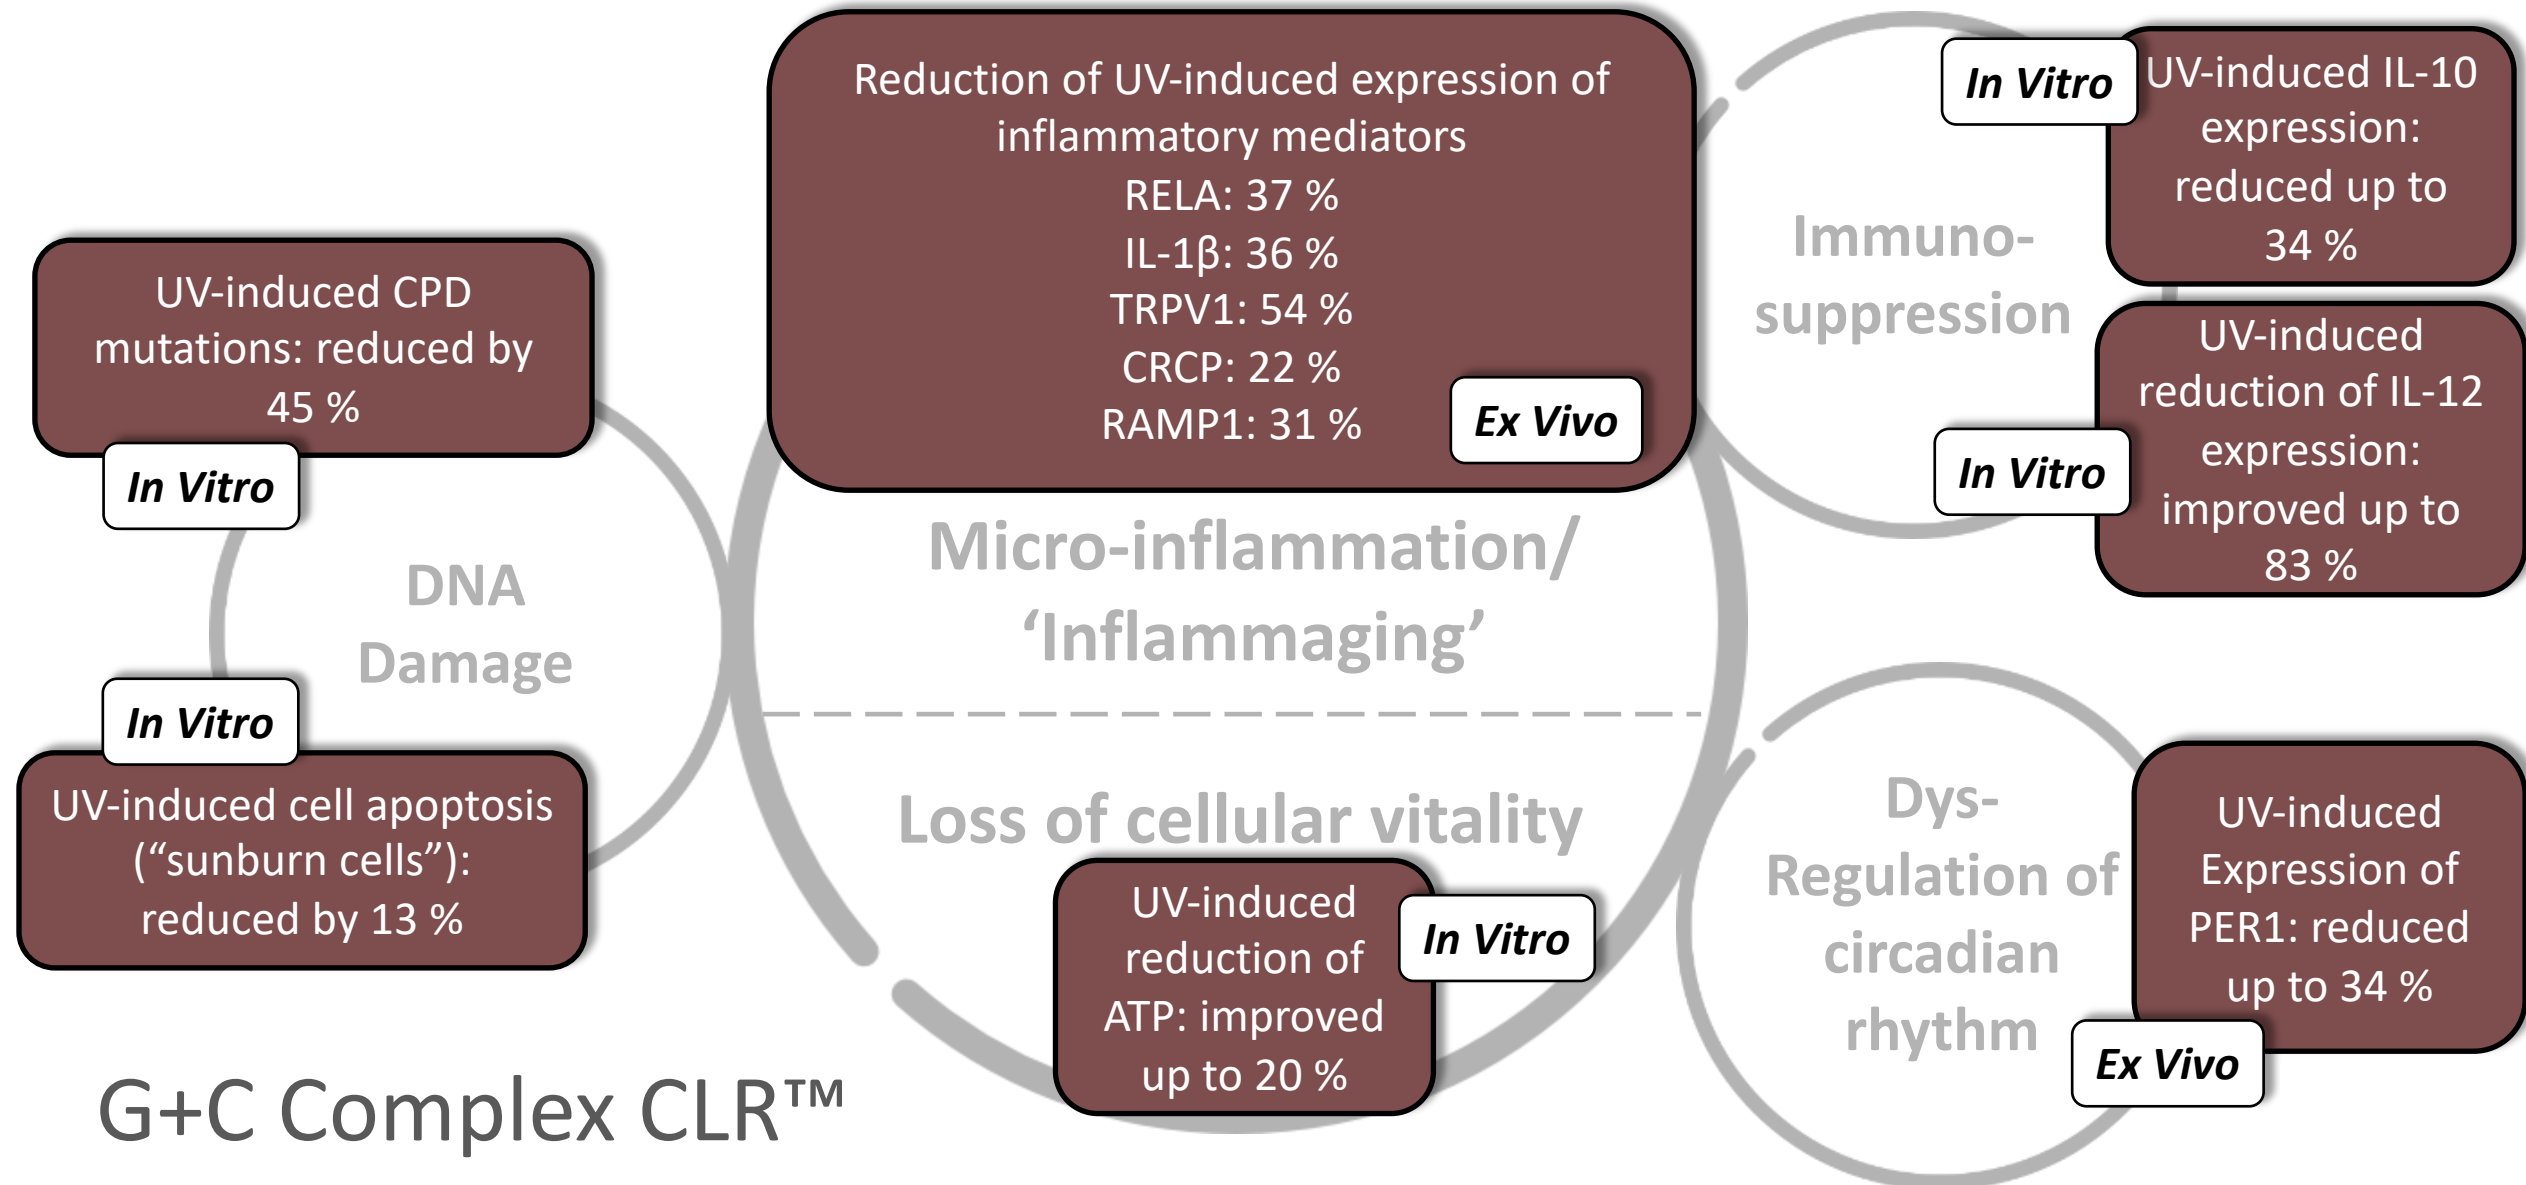 Reduction of UV-induced expression of
inflammatory mediators
RELA: 37 %
IL-1β: 36 %
TRPV1: 54 %
CRCP: 22 %
RAMP1: 31 %
Ex Vivo
In Vitro
UV-induced IL-10
expression:
reduced up to
34 %
Immuno-
suppression
UV-induced
reduction of IL-12
expression:
improved up to
83 %
In Vitro
UV-induced CPD
mutations: reduced by
45 %
In Vitro
DNA
Damage
In Vitro
UV-induced cell apoptosis
(“sunburn cells”):
reduced by 13 %
Micro-inflammation/
‘Inflammaging’
Loss of cellular vitality
UV-induced
reduction of
ATP: improved
up to 20 %
In Vitro
Dys-
Regulation of
circadian
rhythm
UV-induced
Expression of
PER1: reduced
up to 34 %
Ex Vivo
G+C Complex CLR™